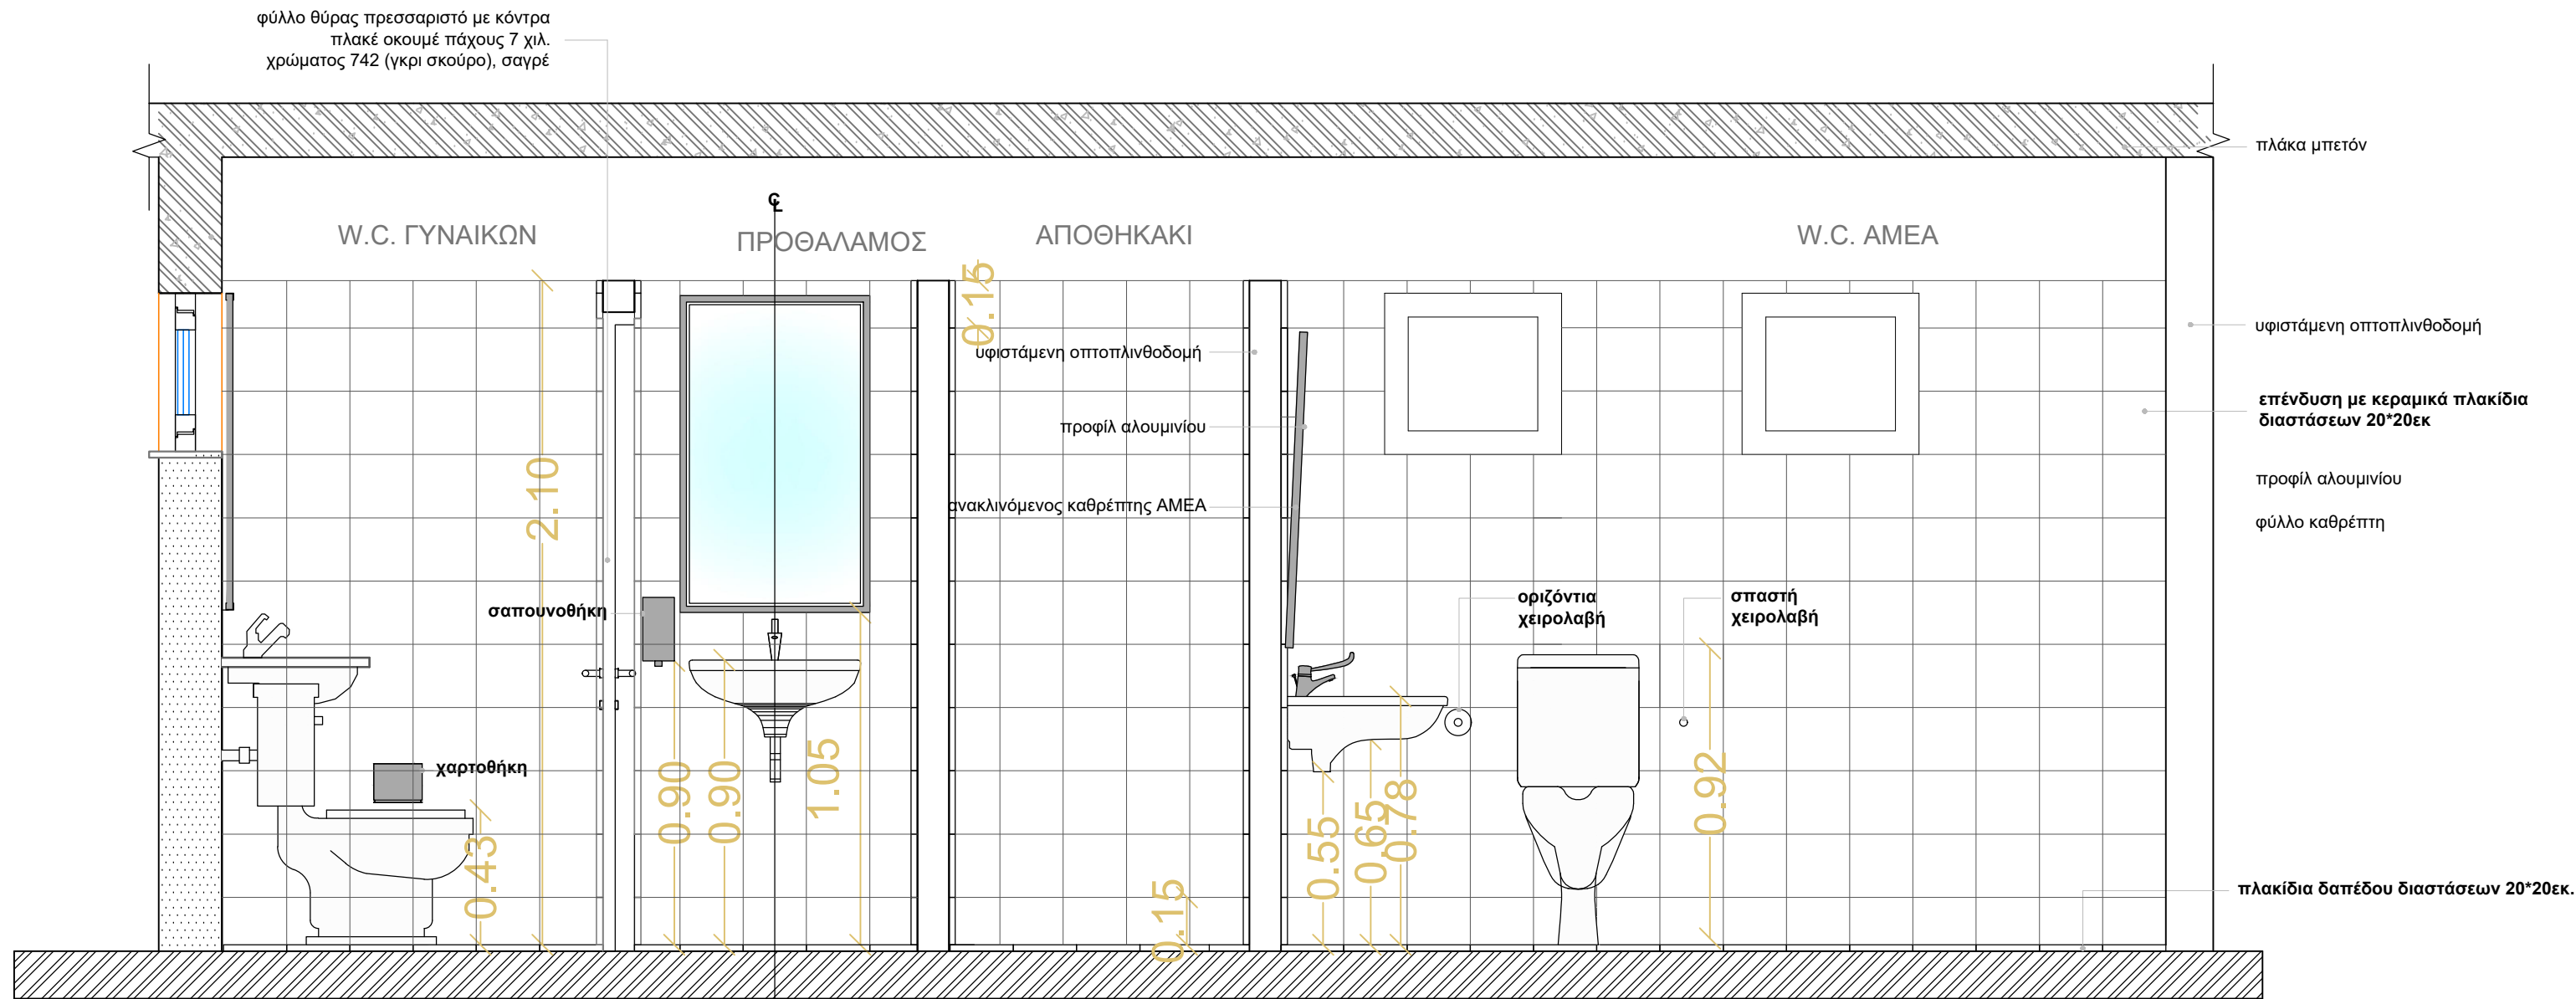 φύλλο θύρας πρεσσαριστό με κόντρα
πλακέ οκουμέ πάχους 7 χιλ.
χρώματος 742 (γκρι σκούρο), σαγρέ
πλάκα μπετόν
W.C. ΓΥΝΑΙΚΩΝ
ΠΡΟΘΑΛΑΜΟΣ
ΑΠΟΘΗΚΑΚΙ
W.C. ΑΜΕΑ
0.15
υφιστάμενη οπτοπλινθοδομή
υφιστάμενη οπτοπλινθοδομή
επένδυση με κεραμικά πλακίδια
διαστάσεων 20*20εκ
προφίλ αλουμινίου
προφίλ αλουμινίου
2.10
ανακλινόμενος καθρέπτης ΑΜΕΑ
φύλλο καθρέπτη
σαπουνοθήκη
οριζόντια
χειρολαβή
σπαστή
χειρολαβή
χαρτοθήκη
0.43
0.90
0.90
1.05
0.15
0.55
0.65
0.78
0.92
πλακίδια δαπέδου διαστάσεων 20*20εκ.